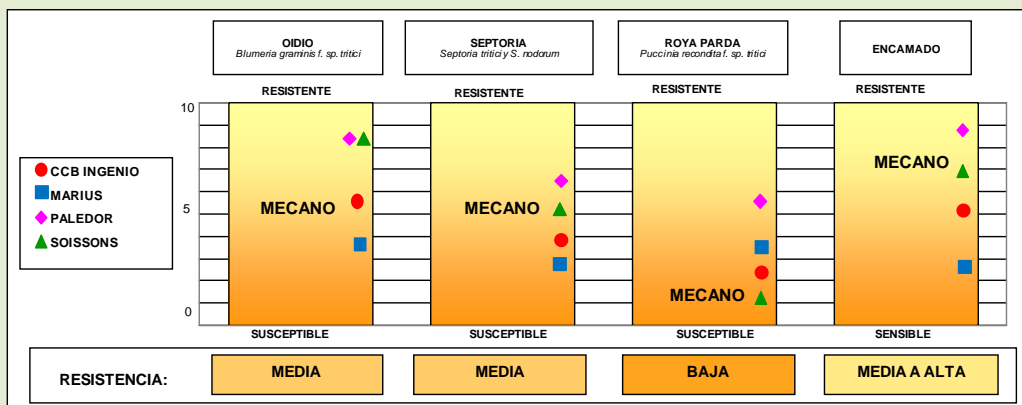 OIDIO
Blumeria graminis f. sp. tritici
SEPTORIA
Septoria tritici y S. nodorum
ROYA PARDA
Puccinia recondita f. sp. tritici
ENCAMADO
RESISTENTE
RESISTENTE
RESISTENTE
RESISTENTE
10
5
0
CCB INGENIO
MARIUS
PALEDOR
SOISSONS
MECANO
MECANO
MECANO
MECANO
SUSCEPTIBLE
SUSCEPTIBLE
SUSCEPTIBLE
SENSIBLE
RESISTENCIA:
MEDIA
MEDIA
BAJA
MEDIA A ALTA